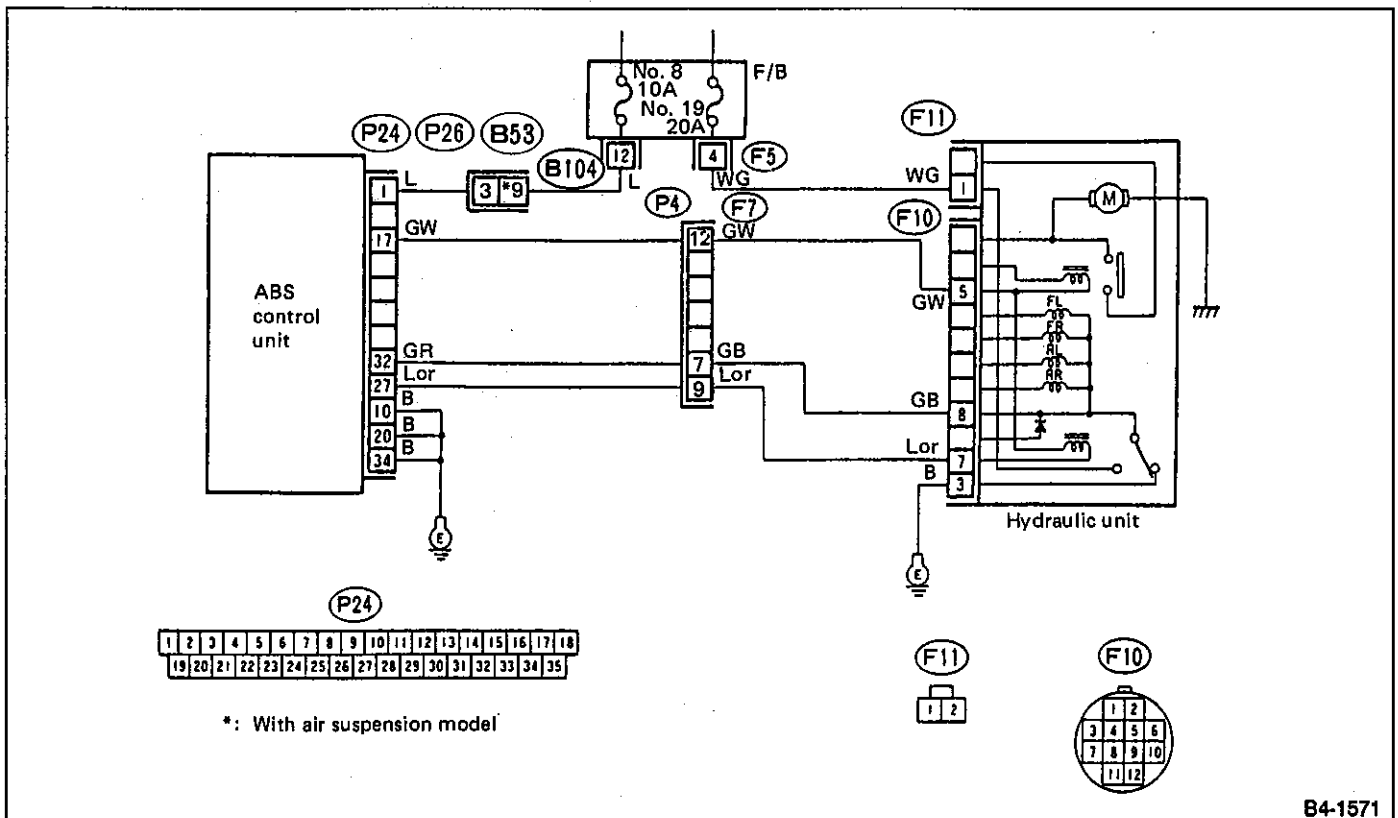 No. 8
10A
No. 19
20A
F/B
P24 P26 B53
B104
12
4
F5
F11
L
L
WG
WG
1
3 *9
1
P4 F7
F10
17
GW
12
GW
5
GW
ABS
control
unit
M
FL
FR
RL
RR
32
GR
7
GB
GB
8
27
Lor
9
Lor
Lor
7
10
B
20
B
34
B
B
3
E
E
Hydraulic unit
P24
1 2 3 4 5 6 7 8 9 10 11 12 13 14 15 16 17 18
19 20 21 22 23 24 25 26 27 28 29 30 31 32 33 34 35
*: With air suspension model
F11
1 2
F10
1 2
3 4 5 6
7 8 9 10
11 12
B4-1571